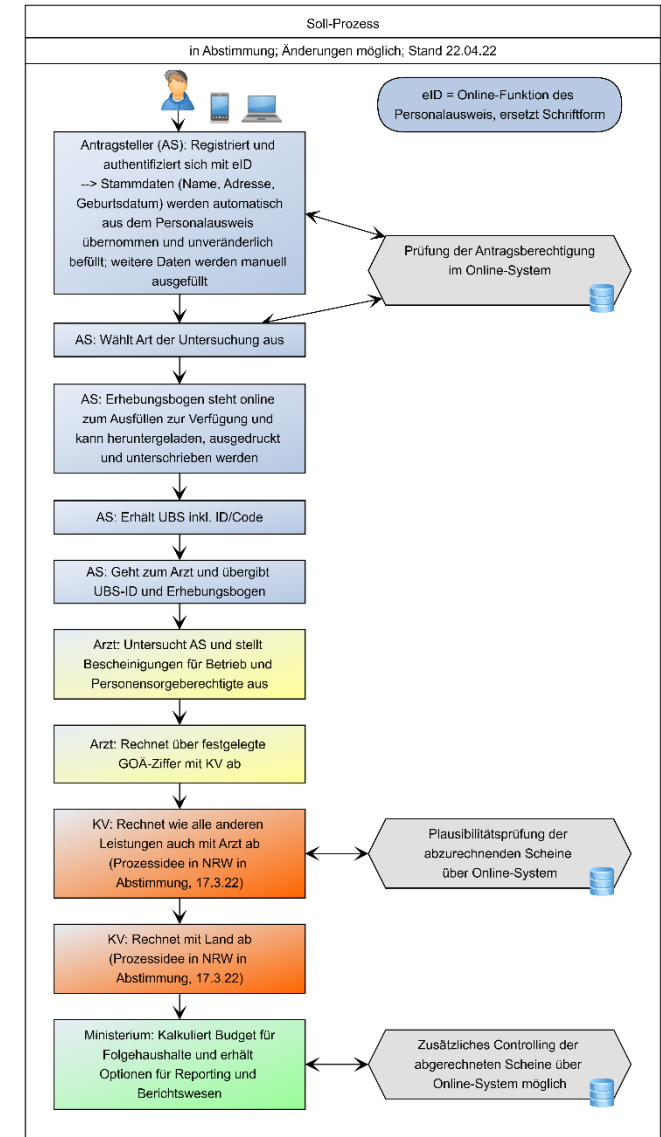 Soll-Prozess
in Abstimmung; Änderungen möglich; Stand 22.04.22
eID = Online-Funktion des
Personalausweis, ersetzt Schriftform
Antragsteller (AS): Registriert und
authentifiziert sich mit eID
--> Stammdaten (Name, Adresse,
Geburtsdatum) werden automatisch
aus dem Personalausweis
übernommen und unveränderlich
befüllt; weitere Daten werden manuell
ausgefüllt
Prüfung der Antragsberechtigung
im Online-System
AS: Wählt Art der Untersuchung aus
AS: Erhebungsbogen steht online
zum Ausfüllen zur Verfügung und
kann heruntergeladen, ausgedruckt
und unterschrieben werden
AS: Erhält UBS inkl. ID/Code
AS: Geht zum Arzt und übergibt
UBS-ID und Erhebungsbogen
Arzt: Untersucht AS und stellt
Bescheinigungen für Betrieb und
Personensorgeberechtigte aus
Arzt: Rechnet über festgelegte
GOÄ-Ziffer mit KV ab
KV: Rechnet wie alle anderen
Leistungen auch mit Arzt ab
(Prozessidee in NRW in
Abstimmung, 17.3.22)
Plausibilitätsprüfung der
abzurechnenden Scheine
über Online-System
KV: Rechnet mit Land ab
(Prozessidee in NRW in
Abstimmung, 17.3.22)
Ministerium: Kalkuliert Budget für
Folgehaushalte und erhält
Optionen für Reporting und
Berichtswesen
Zusätzliches Controlling der
abgerechneten Scheine über
Online-System möglich